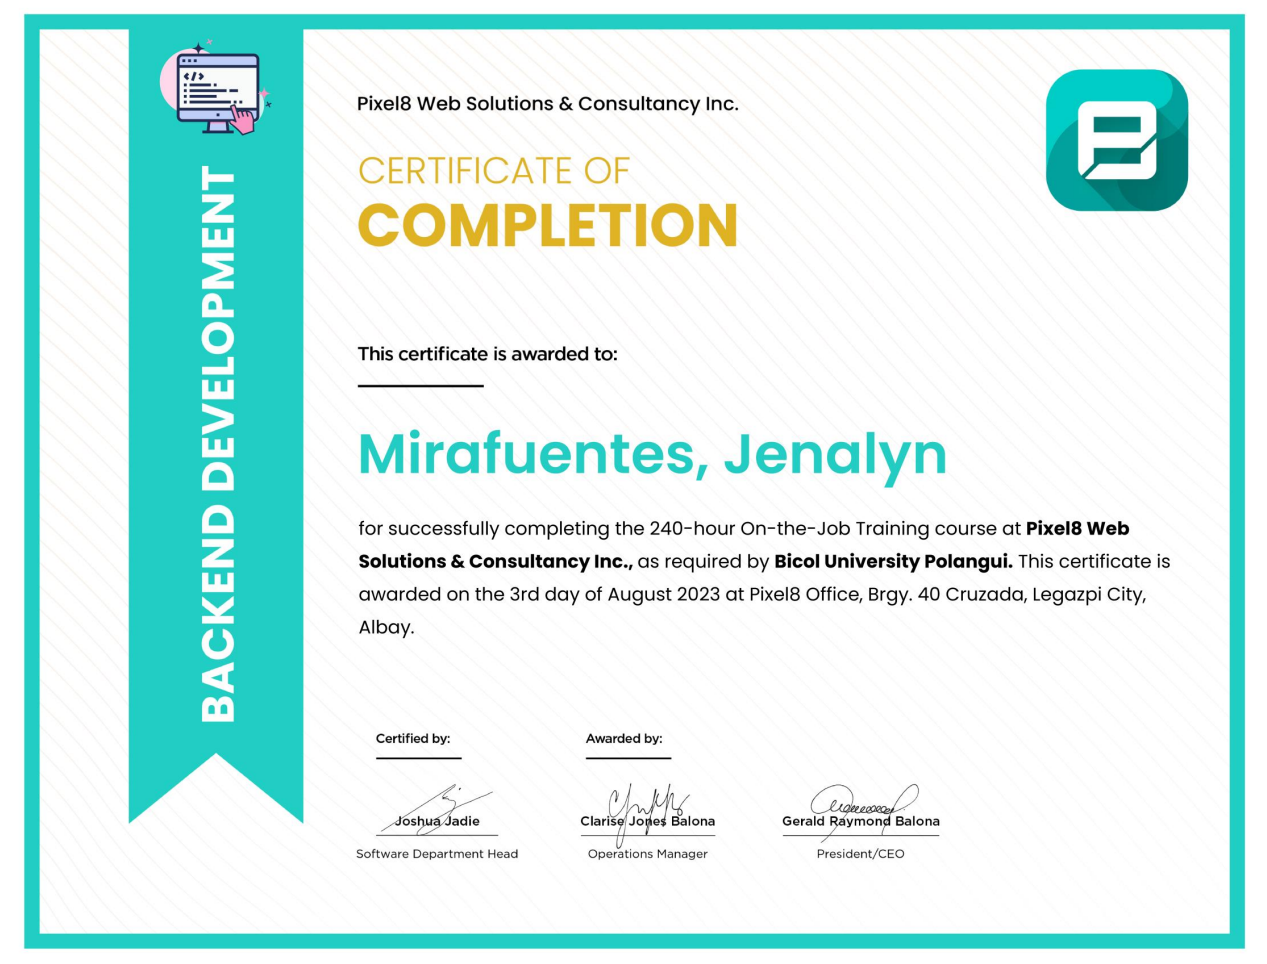 BACKEND DEVELOPMENT
Pixel8 Web Solutions & Consultancy Inc.
CERTIFICATE OF
COMPLETION
This certificate is awarded to:
Mirafuentes, Jenalyn
for successfully completing the 240-hour On-the-Job Training course at Pixel8 Web
Solutions & Consultancy Inc., as required by Bicol University Polangui. This certificate is
awarded on the 3rd day of August 2023 at Pixel8 Office, Brgy. 40 Cruzada, Legazpi City,
Albay.
Certified by:
Joshua Jadie
Software Department Head
Awarded by:
Clarise Jones Balona
Operations Manager
Gerald Raymond Balona
President/CEO